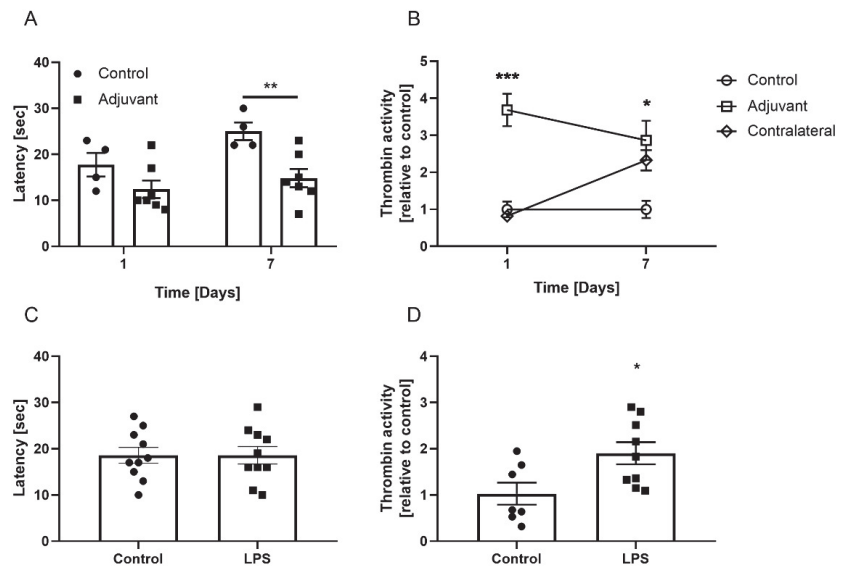 A
Latency [sec]
40
30
20
10
0
Control
Adjuvant
**
1
7
Time [Days]
B
Thrombin activity
[relative to control]
5
4
3
2
1
0
***
*
1
7
Time [Days]
Control
Adjuvant
Contralateral
C
Latency [sec]
40
30
20
10
0
Control
LPS
D
Thrombin activity
[relative to control]
4
3
2
1
0
*
Control
LPS